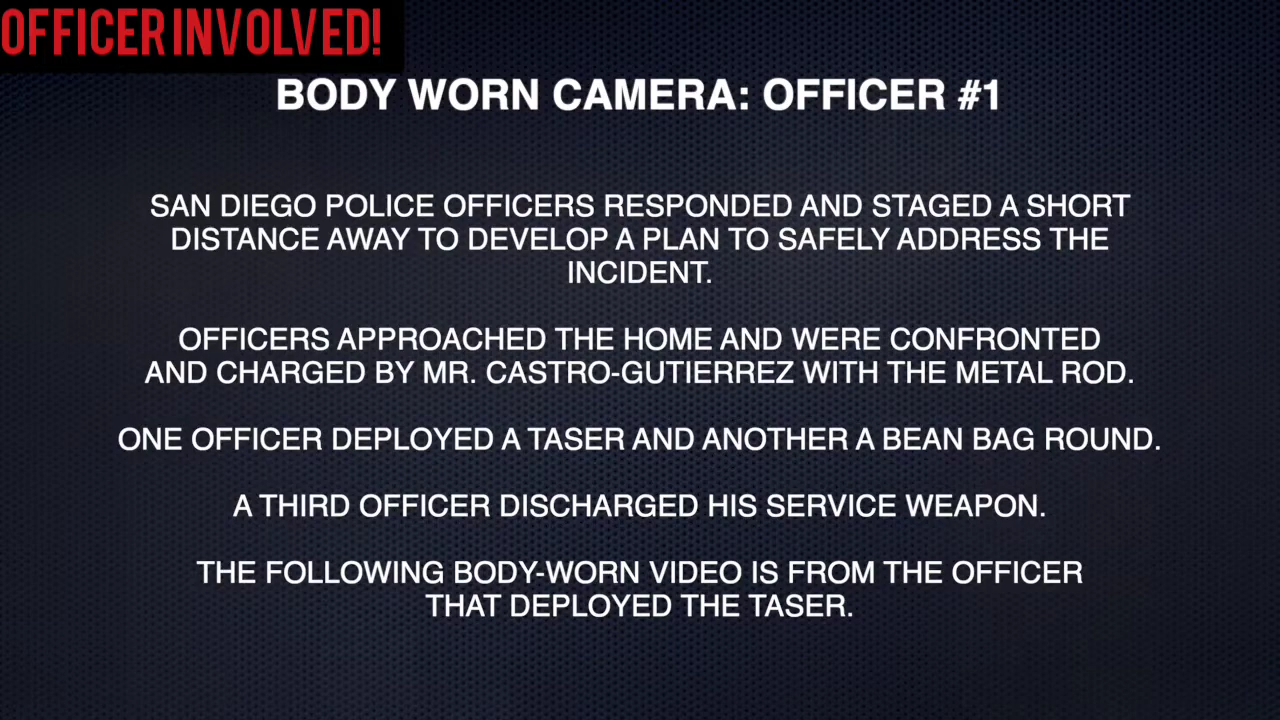 OFFICER INVOLVED!
BODY WORN CAMERA: OFFICER #1
SAN DIEGO POLICE OFFICERS RESPONDED AND STAGED A SHORT
DISTANCE AWAY TO DEVELOP A PLAN TO SAFELY ADDRESS THE
INCIDENT.
OFFICERS APPROACHED THE HOME AND WERE CONFRONTED
AND CHARGED BY MR. CASTRO-GUTIERREZ WITH THE METAL ROD.
ONE OFFICER DEPLOYED A TASER AND ANOTHER A BEAN BAG ROUND.
A THIRD OFFICER DISCHARGED HIS SERVICE WEAPON.
THE FOLLOWING BODY-WORN VIDEO IS FROM THE OFFICER
THAT DEPLOYED THE TASER.